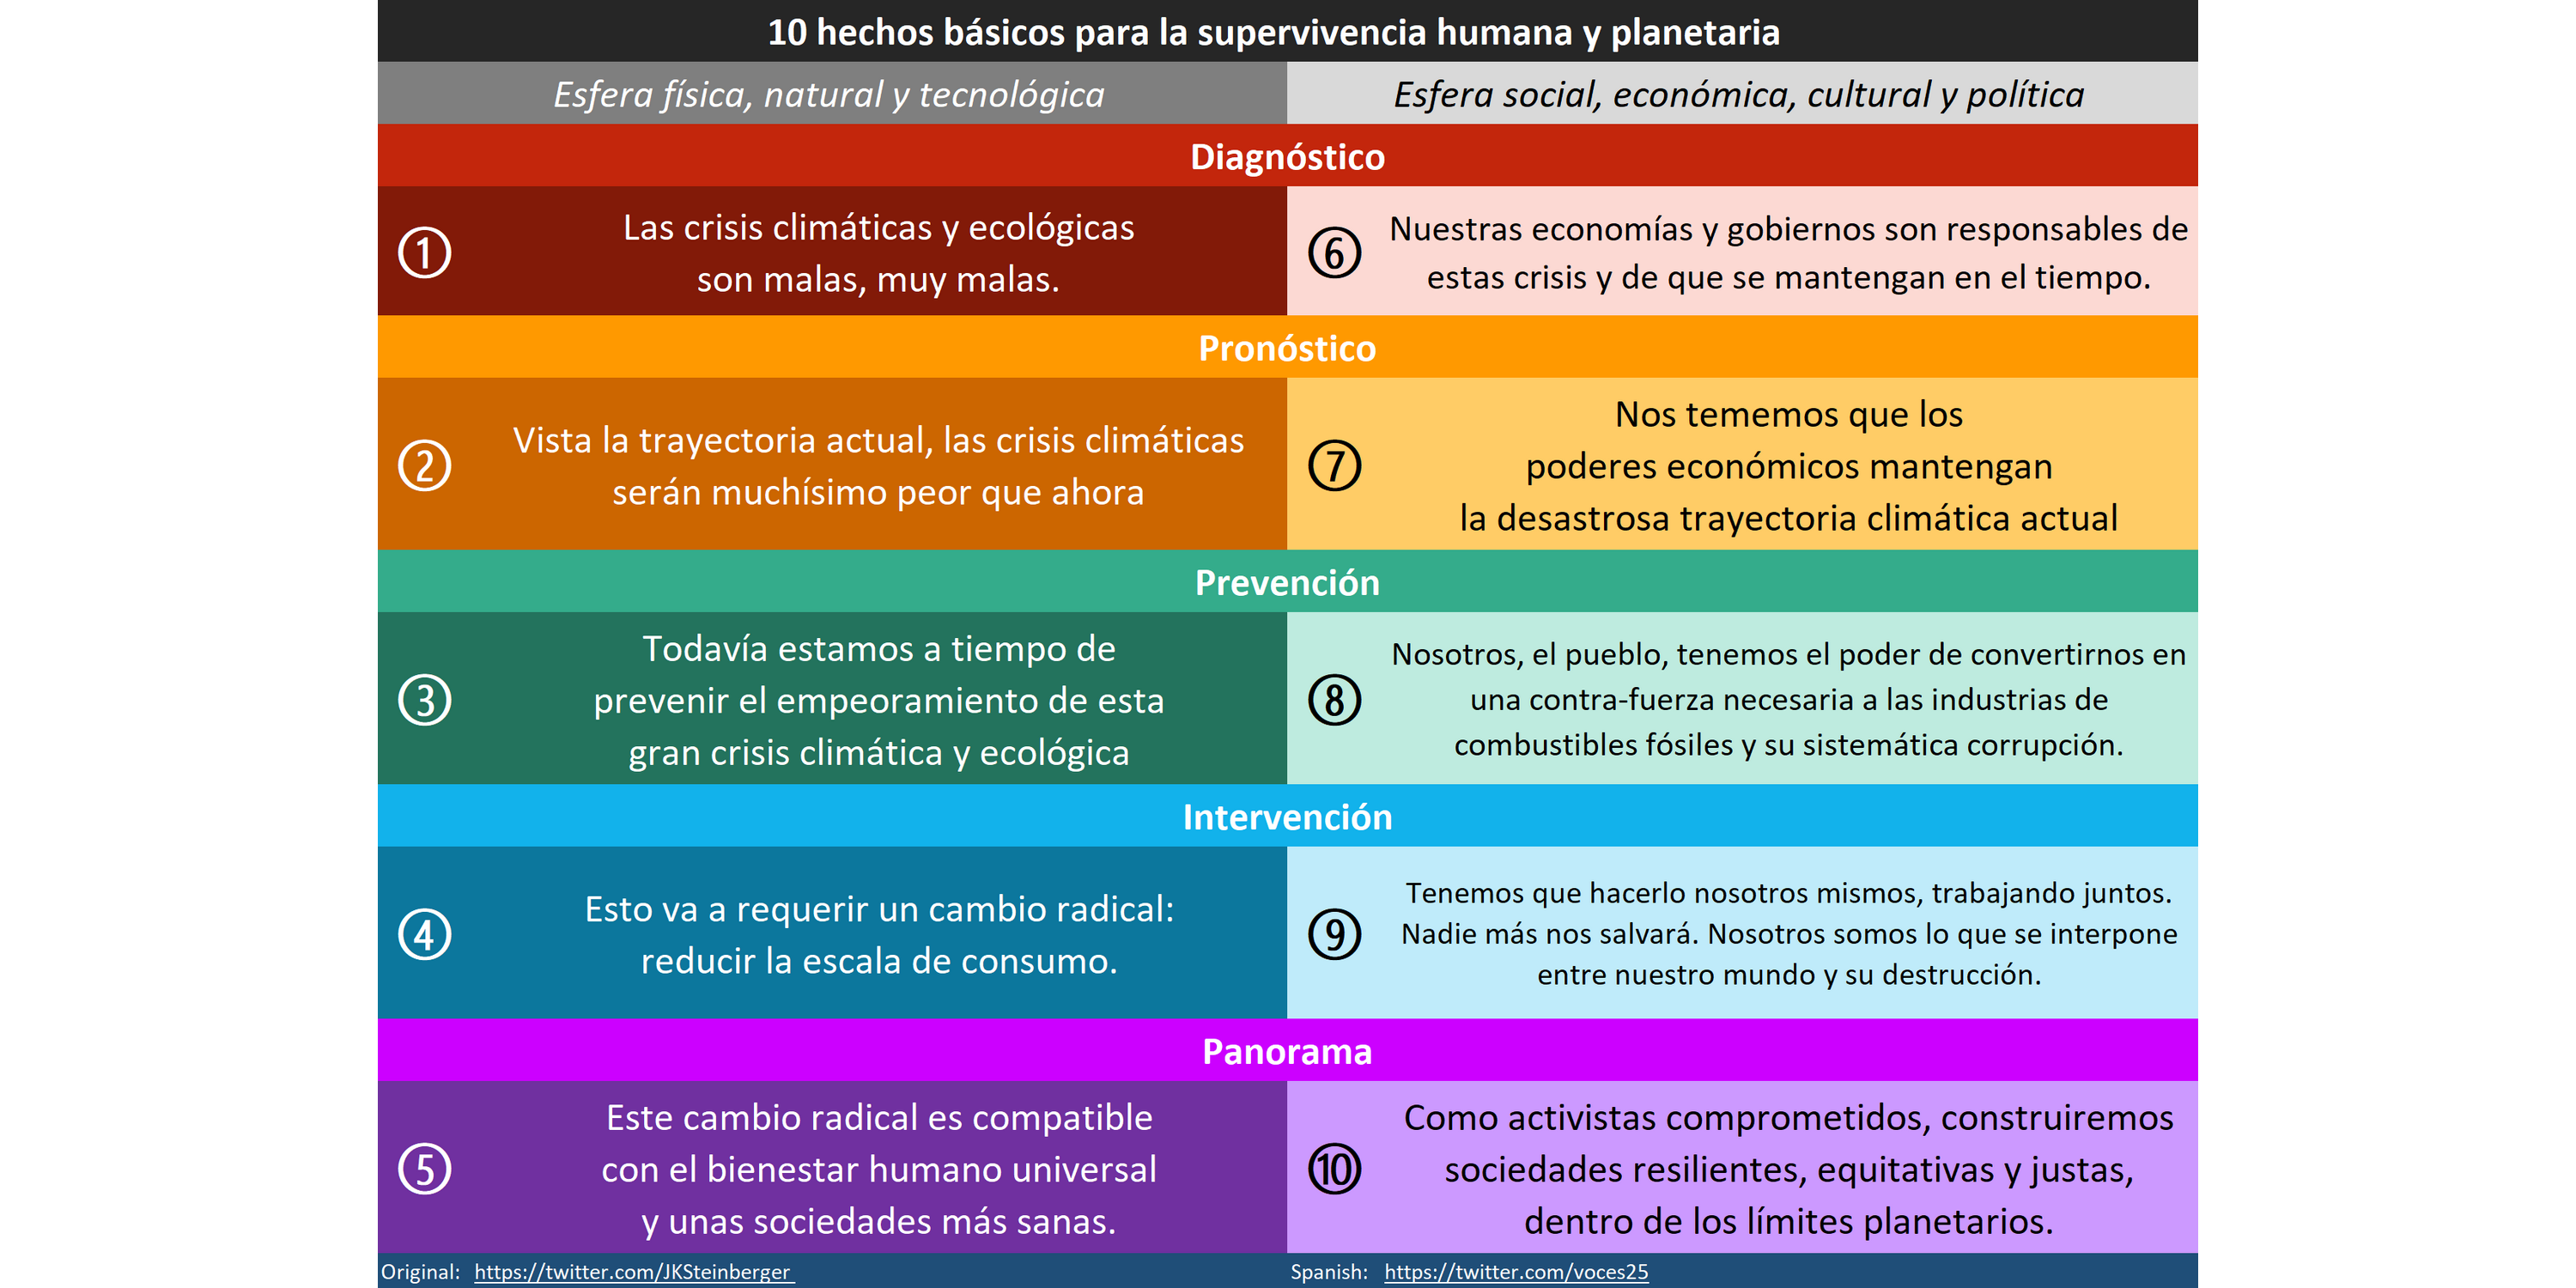 10 hechos básicos para la supervivencia humana y planetaria
Esfera física, natural y tecnológica
Esfera social, económica, cultural y política
Diagnóstico
① Las crisis climáticas y ecológicas
son malas, muy malas.
⑥ Nuestras economías y gobiernos son responsables de
estas crisis y de que se mantengan en el tiempo.
Pronóstico
② Vista la trayectoria actual, las crisis climáticas
serán muchísimo peor que ahora
⑦ Nos tememos que los
poderes económicos mantengan
la desastrosa trayectoria climática actual
Prevención
③ Todavía estamos a tiempo de
prevenir el empeoramiento de esta
gran crisis climática y ecológica
⑧ Nosotros, el pueblo, tenemos el poder de convertirnos en
una contra-fuerza necesaria a las industrias de
combustibles fósiles y su sistemática corrupción.
Intervención
④ Esto va a requerir un cambio radical:
reducir la escala de consumo.
⑨ Tenemos que hacerlo nosotros mismos, trabajando juntos.
Nadie más nos salvará. Nosotros somos lo que se interpone
entre nuestro mundo y su destrucción.
Panorama
⑤ Este cambio radical es compatible
con el bienestar humano universal
y unas sociedades más sanas.
⑩ Como activistas comprometidos, construiremos
sociedades resilientes, equitativas y justas,
dentro de los límites planetarios.
Original: https://twitter.com/JKSteinberger
Spanish: https://twitter.com/voces25